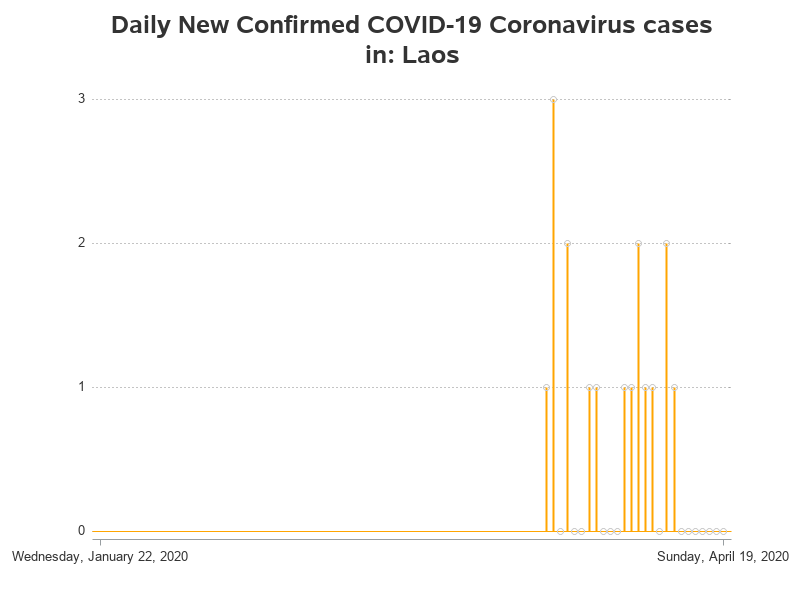 Daily New Confirmed COVID-19 Coronavirus cases
in: Laos
3
2
1
0
Wednesday, January 22, 2020
Sunday, April 19, 2020